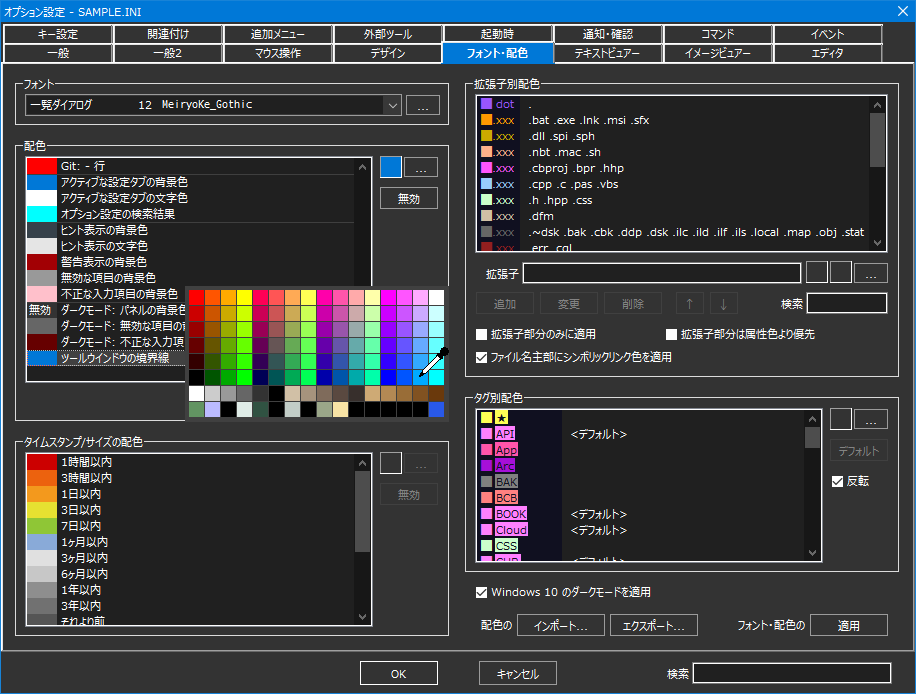 オプション設定 - SAMPLE.INI
キー設定 関連付け 追加メニュー 外部ツール 起動時 通知・確認 コマンド イベント
一般 一般2 マウス操作 デザイン フォント・配色 テキストビュアー イメージビュアー エディタ
フォント
一覧ダイアログ 12 MeiryoKe_Gothic ...
配色
Git: - 行
アクティブな設定タブの背景色
アクティブな設定タブの文字色
オプション設定の検索結果
ヒント表示の背景色
ヒント表示の文字色
警告表示の背景色
無効な項目の背景色
不正な入力項目の背景色
無効 ダークモード: パネルの背景色
ダークモード: 無効な項目の
ダークモード: 不正な入力項
ツールウインドウの境界線
...
無効
タイムスタンプ/サイズの配色
1時間以内
3時間以内
1日以内
3日以内
7日以内
1ヶ月以内
3ヶ月以内
6ヶ月以内
1年以内
3年以内
それより前
...
無効
拡張子別配色
dot .
.xxx .bat .exe .lnk .msi .sfx
.xxx .dll .spi .sph
.xxx .nbt .mac .sh
.xxx .cbproj .bpr .hpp
.xxx .cpp .c .pas .vbs
.xxx .h .hpp .css
.xxx .dfm
.xxx .~dsk .bak .cbk .ddp .dsk .ilc .ild .ilf .ils .local .map .obj .stat
.xxx .err .cgl
拡張子 ...
追加 変更 削除 ↑ ↓ 検索
拡張子部分のみに適用 拡張子部分は属性色より優先
ファイル名主部にシンボリックリンク色を適用
タグ別配色
★
API <デフォルト>
App
Arc
BAK
BCB
BOOK <デフォルト>
Cloud <デフォルト>
CSS
<デフォルト>
...
デフォルト
反転
Windows 10 のダークモードを適用
配色の インポート... エクスポート... フォント・配色の 適用
OK キャンセル 検索